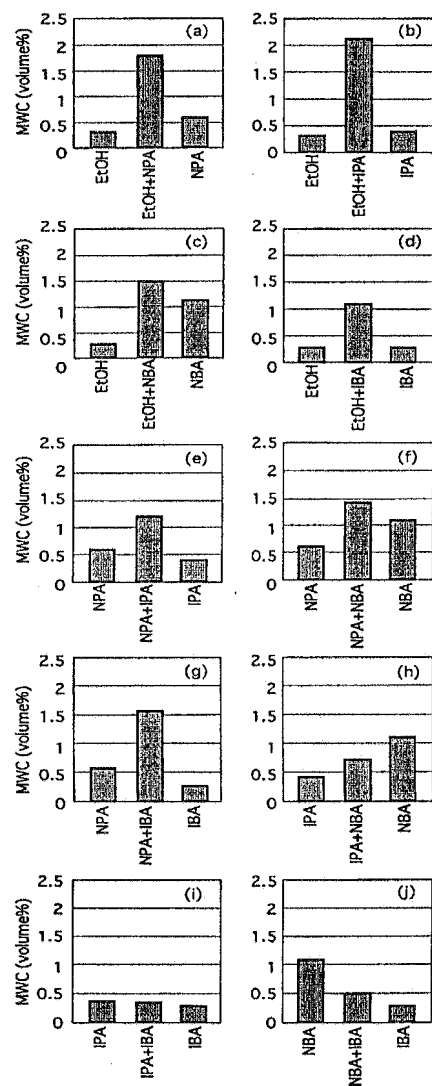 (a)
MWC (volume%)
2.5
2
1.5
1
0.5
0
EtOH
EtOH+NPA
NPA
(b)
2.5
2
1.5
1
0.5
0
EtOH
EtOH+IPA
IPA
(c)
MWC (volume%)
2.5
2
1.5
1
0.5
0
EtOH
EtOH+NBA
NBA
(d)
2.5
2
1.5
1
0.5
0
EtOH
EtOH+IBA
IBA
(e)
MWC (volume%)
2.5
2
1.5
1
0.5
0
NPA
NPA+IPA
IPA
(f)
2.5
2
1.5
1
0.5
0
NPA
NPA+NBA
NBA
(g)
MWC (volume%)
2.5
2
1.5
1
0.5
0
NPA
NPA+IBA
IBA
(h)
2.5
2
1.5
1
0.5
0
IPA
IPA+NBA
NBA
(i)
MWC (volume%)
2.5
2
1.5
1
0.5
0
IPA
IPA+IBA
IBA
(j)
2.5
2
1.5
1
0.5
0
NBA
NBA+IBA
IBA